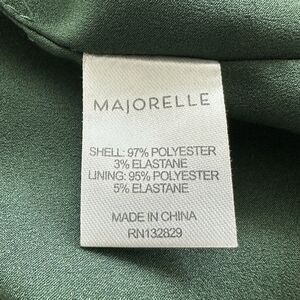 MAJORELLE
SHELL: 97% POLYESTER
3% ELASTANE
LINING: 95% POLYESTER
5% ELASTANE
MADE IN CHINA
RN132829